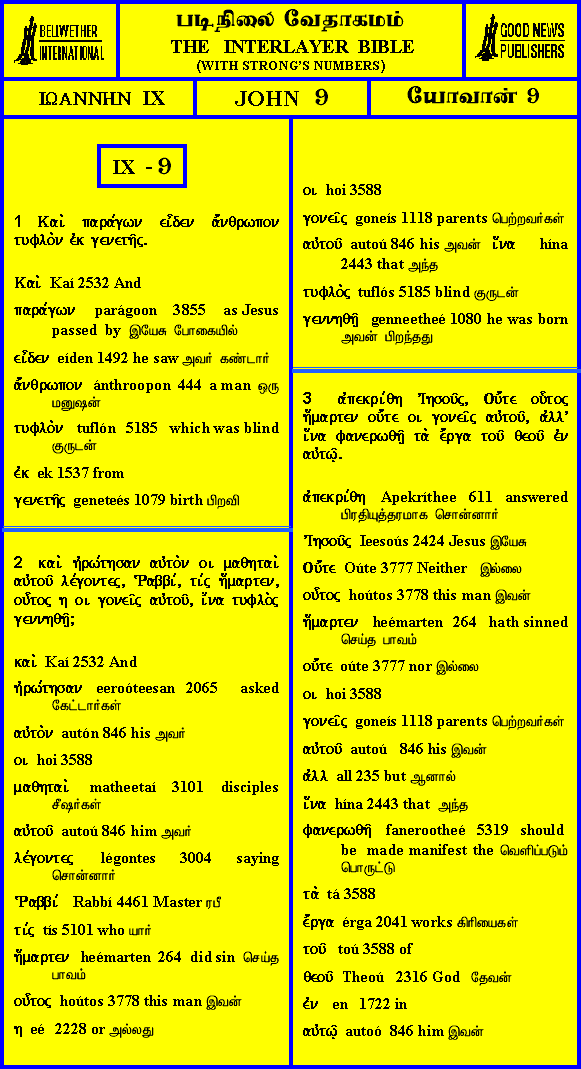 BELLWETHER
INTERNATIONAL
படிநிலை வேதாகமம்
THE INTERLAYER BIBLE
(WITH STRONG'S NUMBERS)
GOOD NEWS
PUBLISHERS
ΙΩΑΝΝΗΝ IX
JOHN 9
யோவான் 9
IX - 9
1 Καὶ παράγων εἶδεν ἄνθρωπον
τυφλὸν ἐκ γενετῆς.
Καὶ Kaí 2532 And
παράγων parágoon 3855 as Jesus
passed by இயேசு போகையில்
εἶδεν eíden 1492 he saw அவர் கண்டார்
ἄνθρωπον ánthroopon 444 a man ஒரு
மனுஷன்
τυφλὸν tuflón 5185 which was blind
குருடன்
ἐκ ek 1537 from
γενετῆς geneteés 1079 birth பிறவி
2 καὶ ἠρώτησαν αὐτὸν οι μαθηταὶ
αὐτοῦ λέγοντες, Ῥαββί, τίς ἥμαρτεν,
οὗτος η οι γονεῖς αὐτοῦ, ἵνα τυφλὸς
γεννηθῇ;
καὶ Kaí 2532 And
ἠρώτησαν eeroóteesan 2065 asked
கேட்டார்கள்
αὐτὸν autón 846 his அவர்
οι hoi 3588
μαθηταὶ matheetaí 3101 disciples
சீஷர்கள்
αὐτοῦ autoú 846 him அவர்
λέγοντες légontes 3004 saying
சொன்னார்
Ῥαββί Rabbí 4461 Master ரபீ
τίς tís 5101 who யார்
ἥμαρτεν heémarten 264 did sin செய்த
பாவம்
οὗτος hoútos 3778 this man இவன்
η eé 2228 or அல்லது
οι hoi 3588
γονεῖς goneís 1118 parents பெற்றவர்கள்
αὐτοῦ autoú 846 his அவன் ἵνα hína
2443 that அந்த
τυφλὸς tuflós 5185 blind குருடன்
γεννηθῇ genneetheé 1080 he was born
அவன் பிறந்தது
3 ἀπεκρίθη Ἰησοῦς, Οὔτε οὗτος
ἥμαρτεν οὔτε οι γονεῖς αὐτοῦ, ἀλλ'
ἵνα φανερωθῇ τὰ ἔργα τοῦ θεοῦ ἐν
αὐτῷ.
ἀπεκρίθη Apekríthee 611 answered
பிரதியுத்தரமாக சொன்னார்
Ἰησοῦς Ieesoús 2424 Jesus இயேசு
Οὔτε Oúte 3777 Neither இல்லை
οὗτος hoútos 3778 this man இவன்
ἥμαρτεν heémarten 264 hath sinned
செய்த பாவம்
οὔτε oúte 3777 nor இல்லை
οι hoi 3588
γονεῖς goneís 1118 parents பெற்றவர்கள்
αὐτοῦ autoú 846 his இவன்
ἀλλ all 235 but ஆனால்
ἵνα hína 2443 that அந்த
φανερωθῇ faneerootheé 5319 should
be made manifest the வெளிப்படும்
பொருட்டு
τὰ tá 3588
ἔργα érga 2041 works கிரியைகள்
τοῦ toú 3588 of
θεοῦ Theoú 2316 God தேவன்
ἐν en 1722 in
αὐτῷ autoó 846 him இவன்